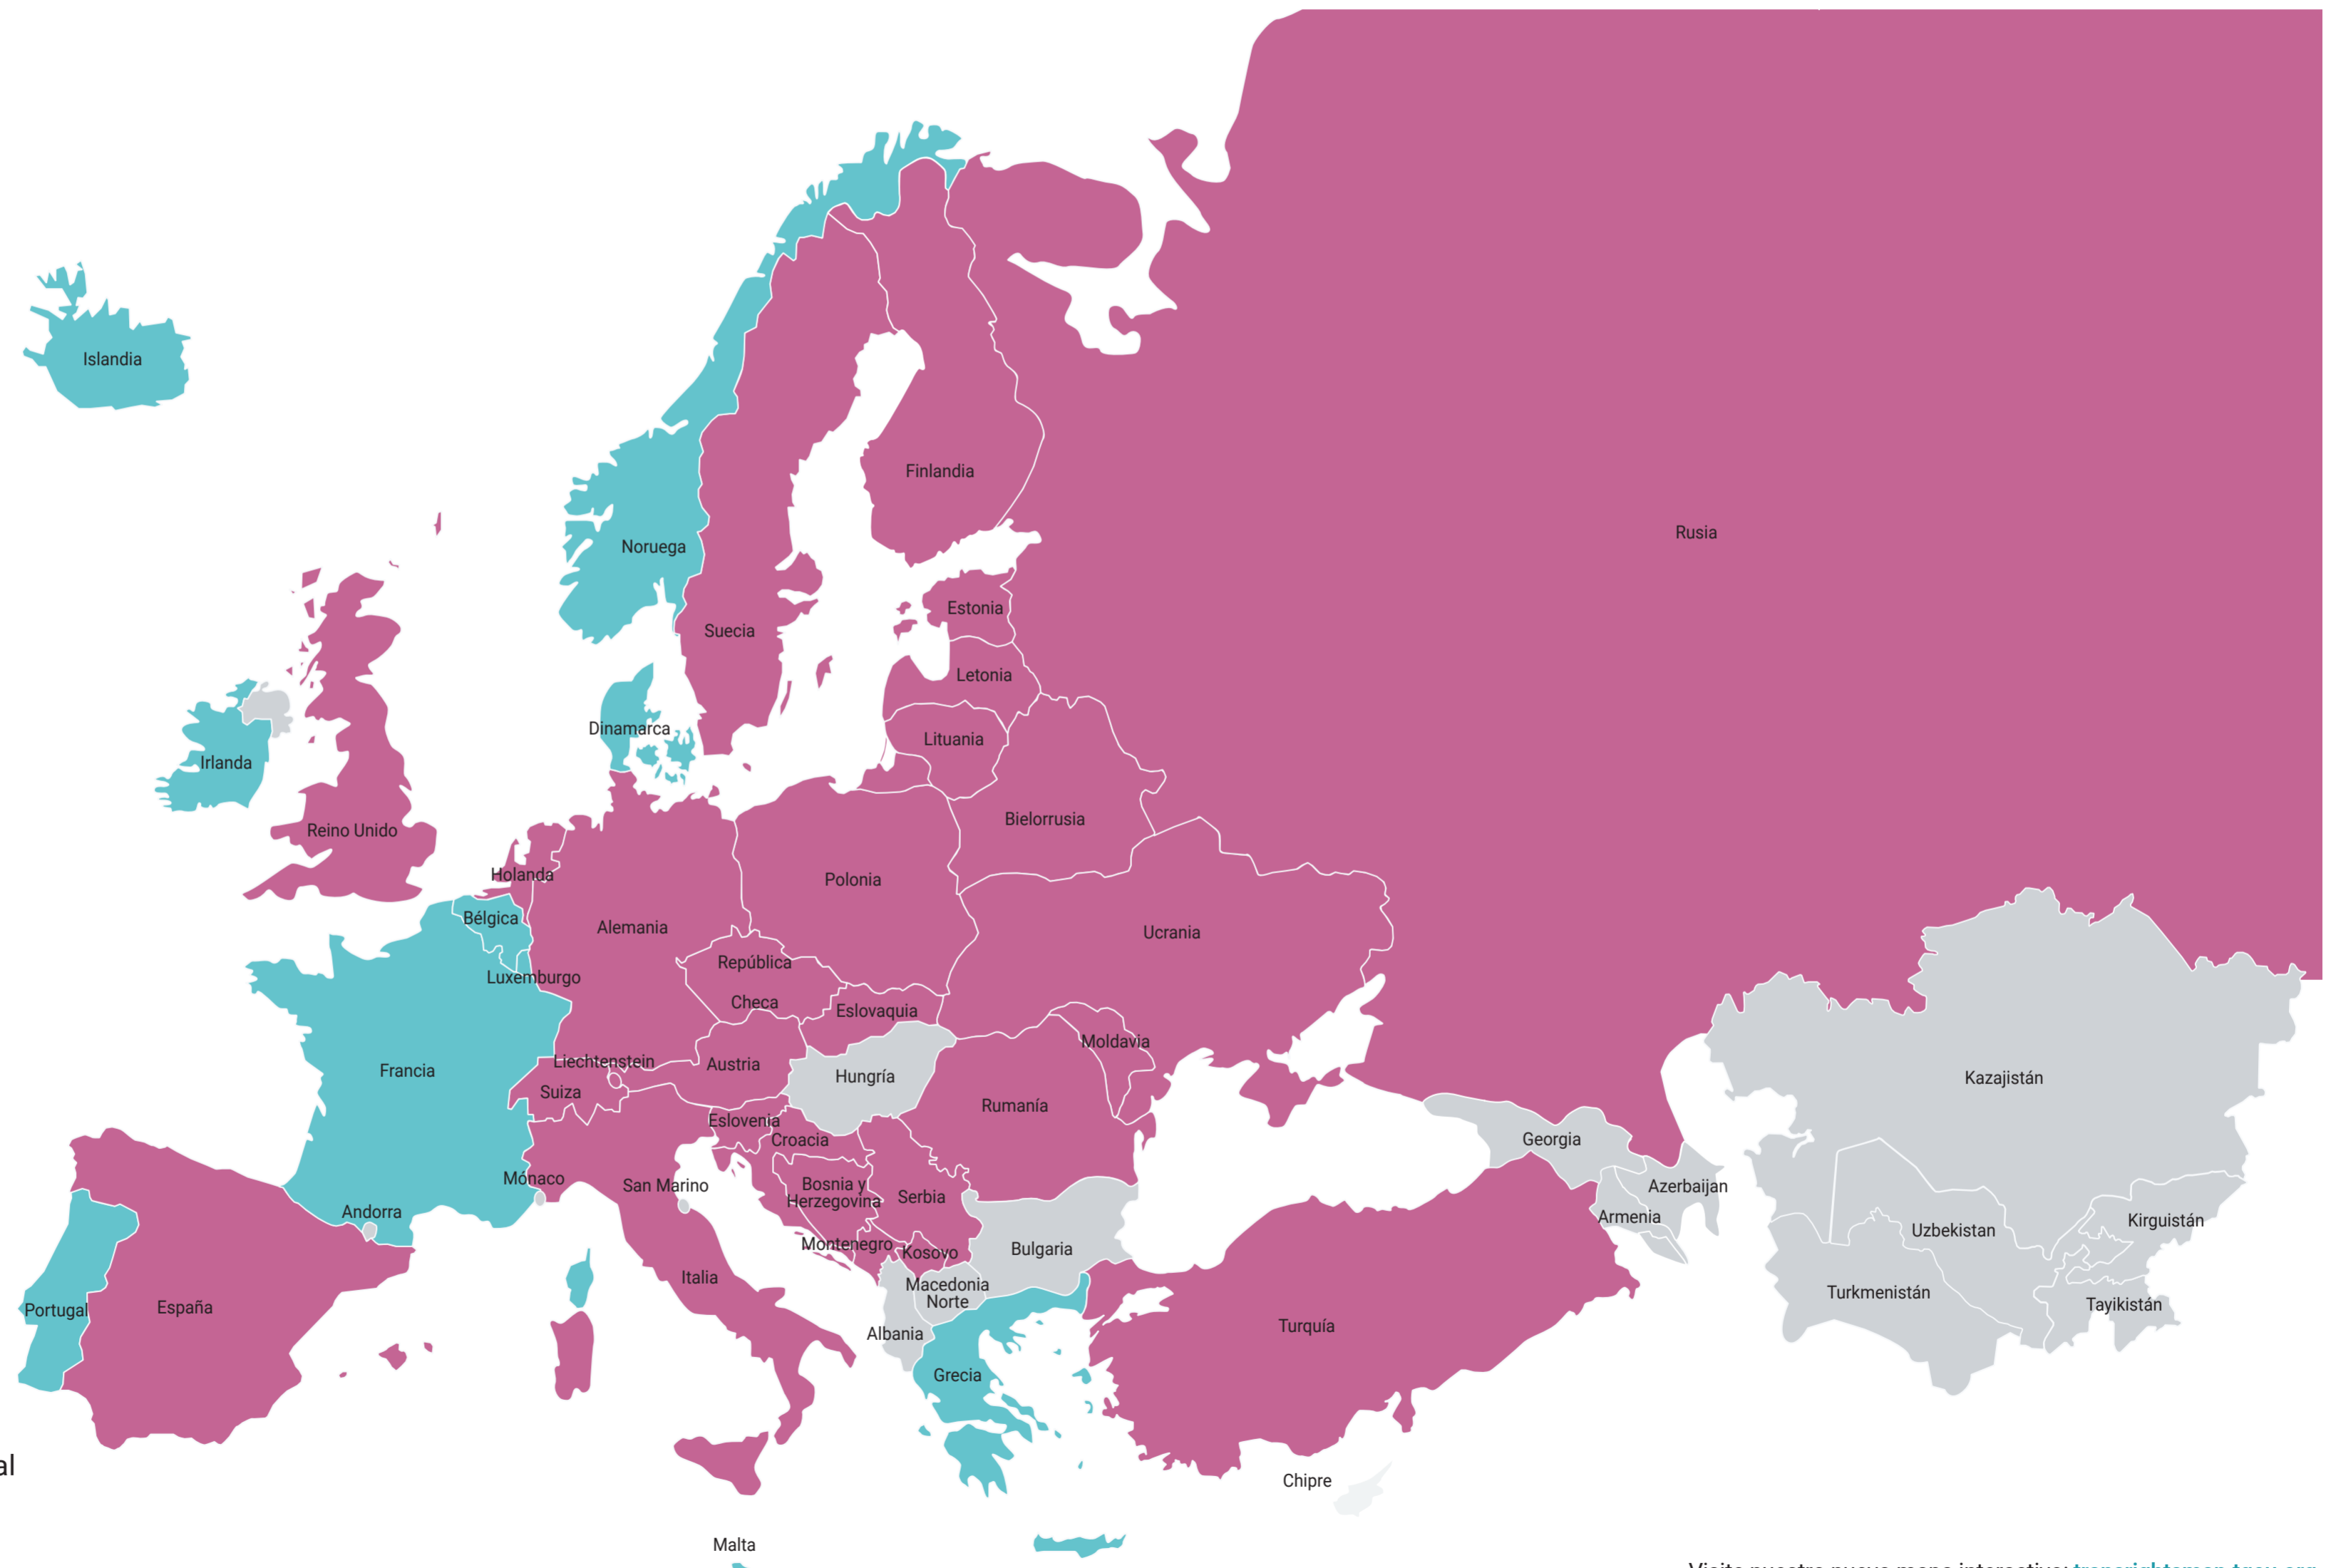 Islandia
Finlandia
Rusia
Noruega
Estonia
Suecia
Letonia
Dinamarca
Lituania
Irlanda
Bielorrusia
Reino Unido
Holanda
Polonia
Bélgica
Alemania
Ucrania
República
Checa
Luxemburgo
Eslovaquia
Moldavia
Liechtenstein
Austria
Francia
Hungría
Kazajistán
Suiza
Rumanía
Eslovenia
Croacia
Georgia
Mónaco
San Marino
Bosnia y
Herzegovina
Serbia
Azerbaijan
Andorra
Armenia
Kirguistán
Uzbekistan
Montenegro
Kosovo
Bulgaria
Italia
Macedonia
Norte
Turkmenistán
Tayikistán
Portugal
España
Albania
Turquía
Grecia
al
Chipre
Malta